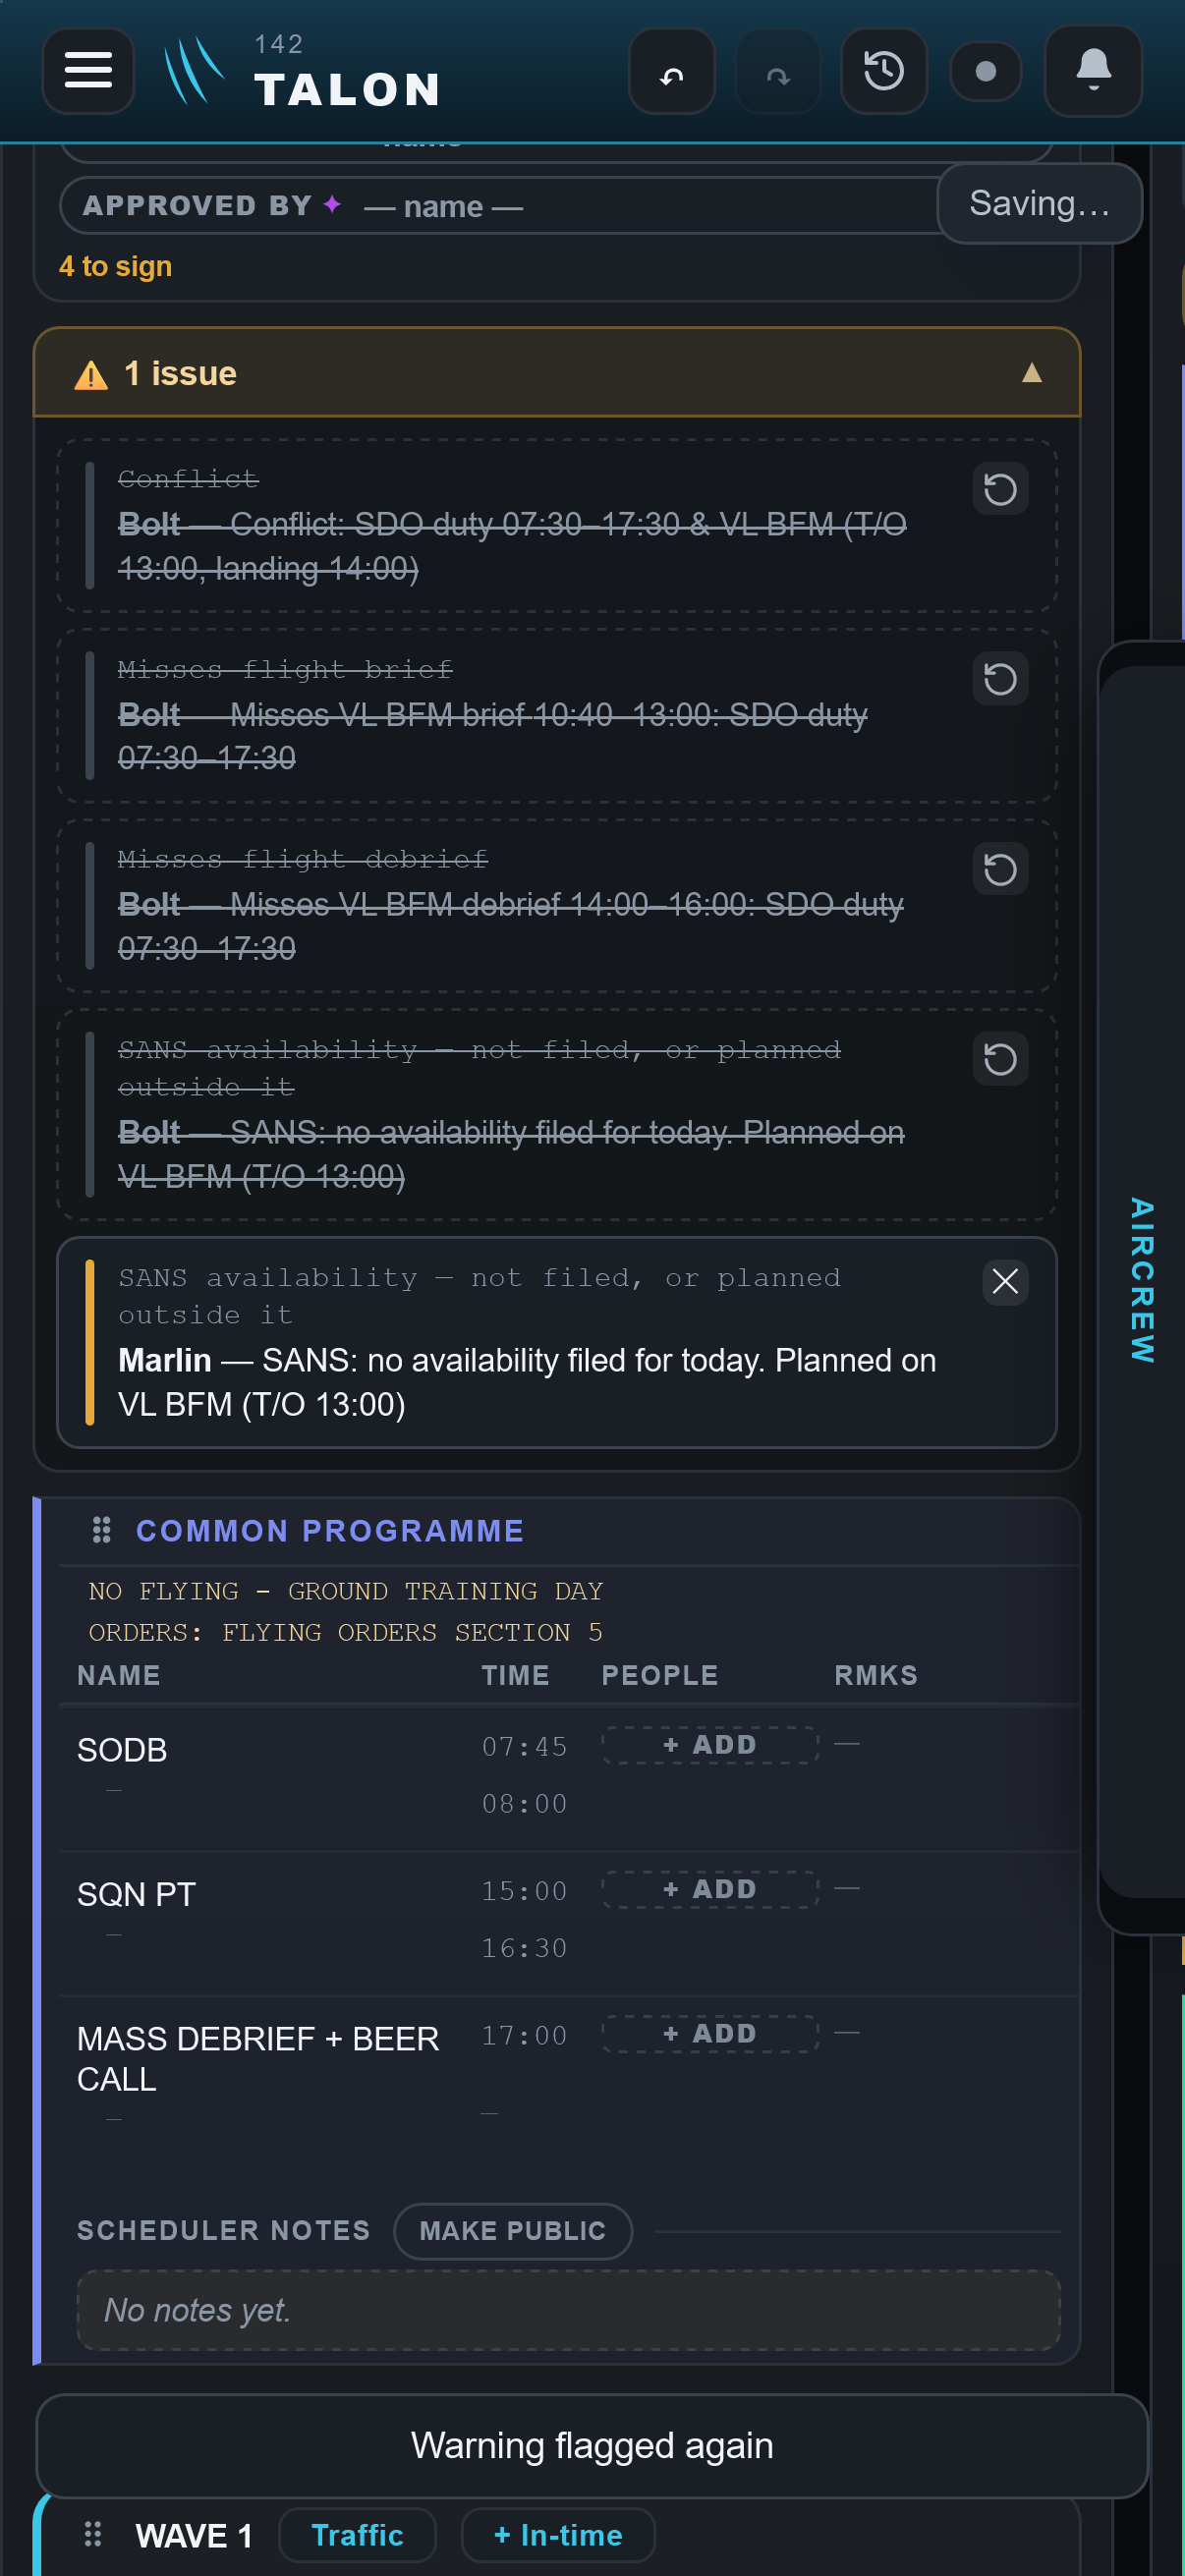 142
TALON
APPROVED BY ✦ — name —
Saving...
4 to sign
1 issue
Conflict
Bolt — Conflict: SDO duty 07:30–17:30 & VL BFM (T/O
13:00, landing 14:00)
Misses flight brief
Bolt — Misses VL BFM brief 10:40–13:00: SDO duty
07:30–17:30
Misses flight debrief
Bolt — Misses VL BFM debrief 14:00–16:00: SDO duty
07:30–17:30
SANS availability — not filed, or planned
outside it
Bolt — SANS: no availability filed for today. Planned on
VL BFM (T/O 13:00)
SANS availability — not filed, or planned
outside it
Marlin — SANS: no availability filed for today. Planned on
VL BFM (T/O 13:00)
AIRCREW
COMMON PROGRAMME
NO FLYING - GROUND TRAINING DAY
ORDERS: FLYING ORDERS SECTION 5
NAME TIME PEOPLE RMKS
SODB 07:45 + ADD —
— 08:00
SQN PT 15:00 + ADD —
— 16:30
MASS DEBRIEF + BEER 17:00 + ADD —
CALL
— —
SCHEDULER NOTES MAKE PUBLIC
No notes yet.
Warning flagged again
WAVE 1 Traffic + In-time